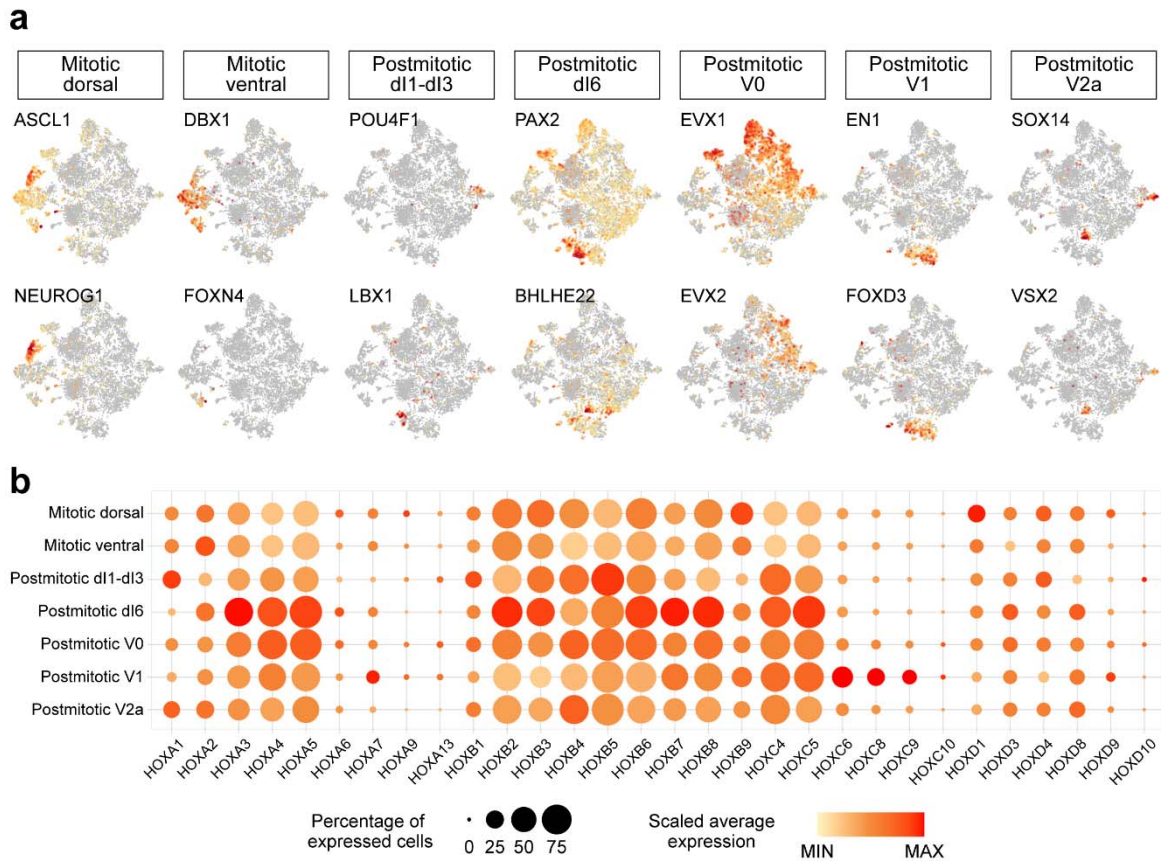 a
Mitotic dorsal
Mitotic ventral
Postmitotic dI1-dI3
Postmitotic dI6
Postmitotic V0
Postmitotic V1
Postmitotic V2a
ASCL1 DBX1 POU4F1 PAX2 EVX1 EN1 SOX14
NEUROG1 FOXN4 LBX1 BHLHE22 EVX2 FOXD3 VSX2
b
Mitotic dorsal
Mitotic ventral
Postmitotic dI1-dI3
Postmitotic dI6
Postmitotic V0
Postmitotic V1
Postmitotic V2a
HOXA1 HOXA2 HOXA3 HOXA4 HOXA5 HOXA6 HOXA7 HOXA9 HOXA13 HOXB1 HOXB2 HOXB3 HOXB4 HOXB5 HOXB6 HOXB7 HOXB8 HOXB9 HOXC4 HOXC5 HOXC6 HOXC8 HOXC9 HOXC10 HOXD1 HOXD3 HOXD4 HOXD8 HOXD9 HOXD10
Percentage of
expressed cells
0 25 50 75
Scaled average
expression
MIN MAX